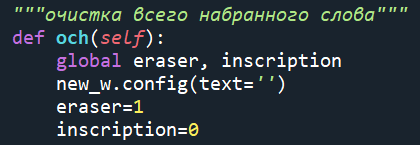 """очистка всего набранного слова"""
def och(self):
    global eraser, inscription
    new_w.config(text='')
    eraser=1
    inscription=0